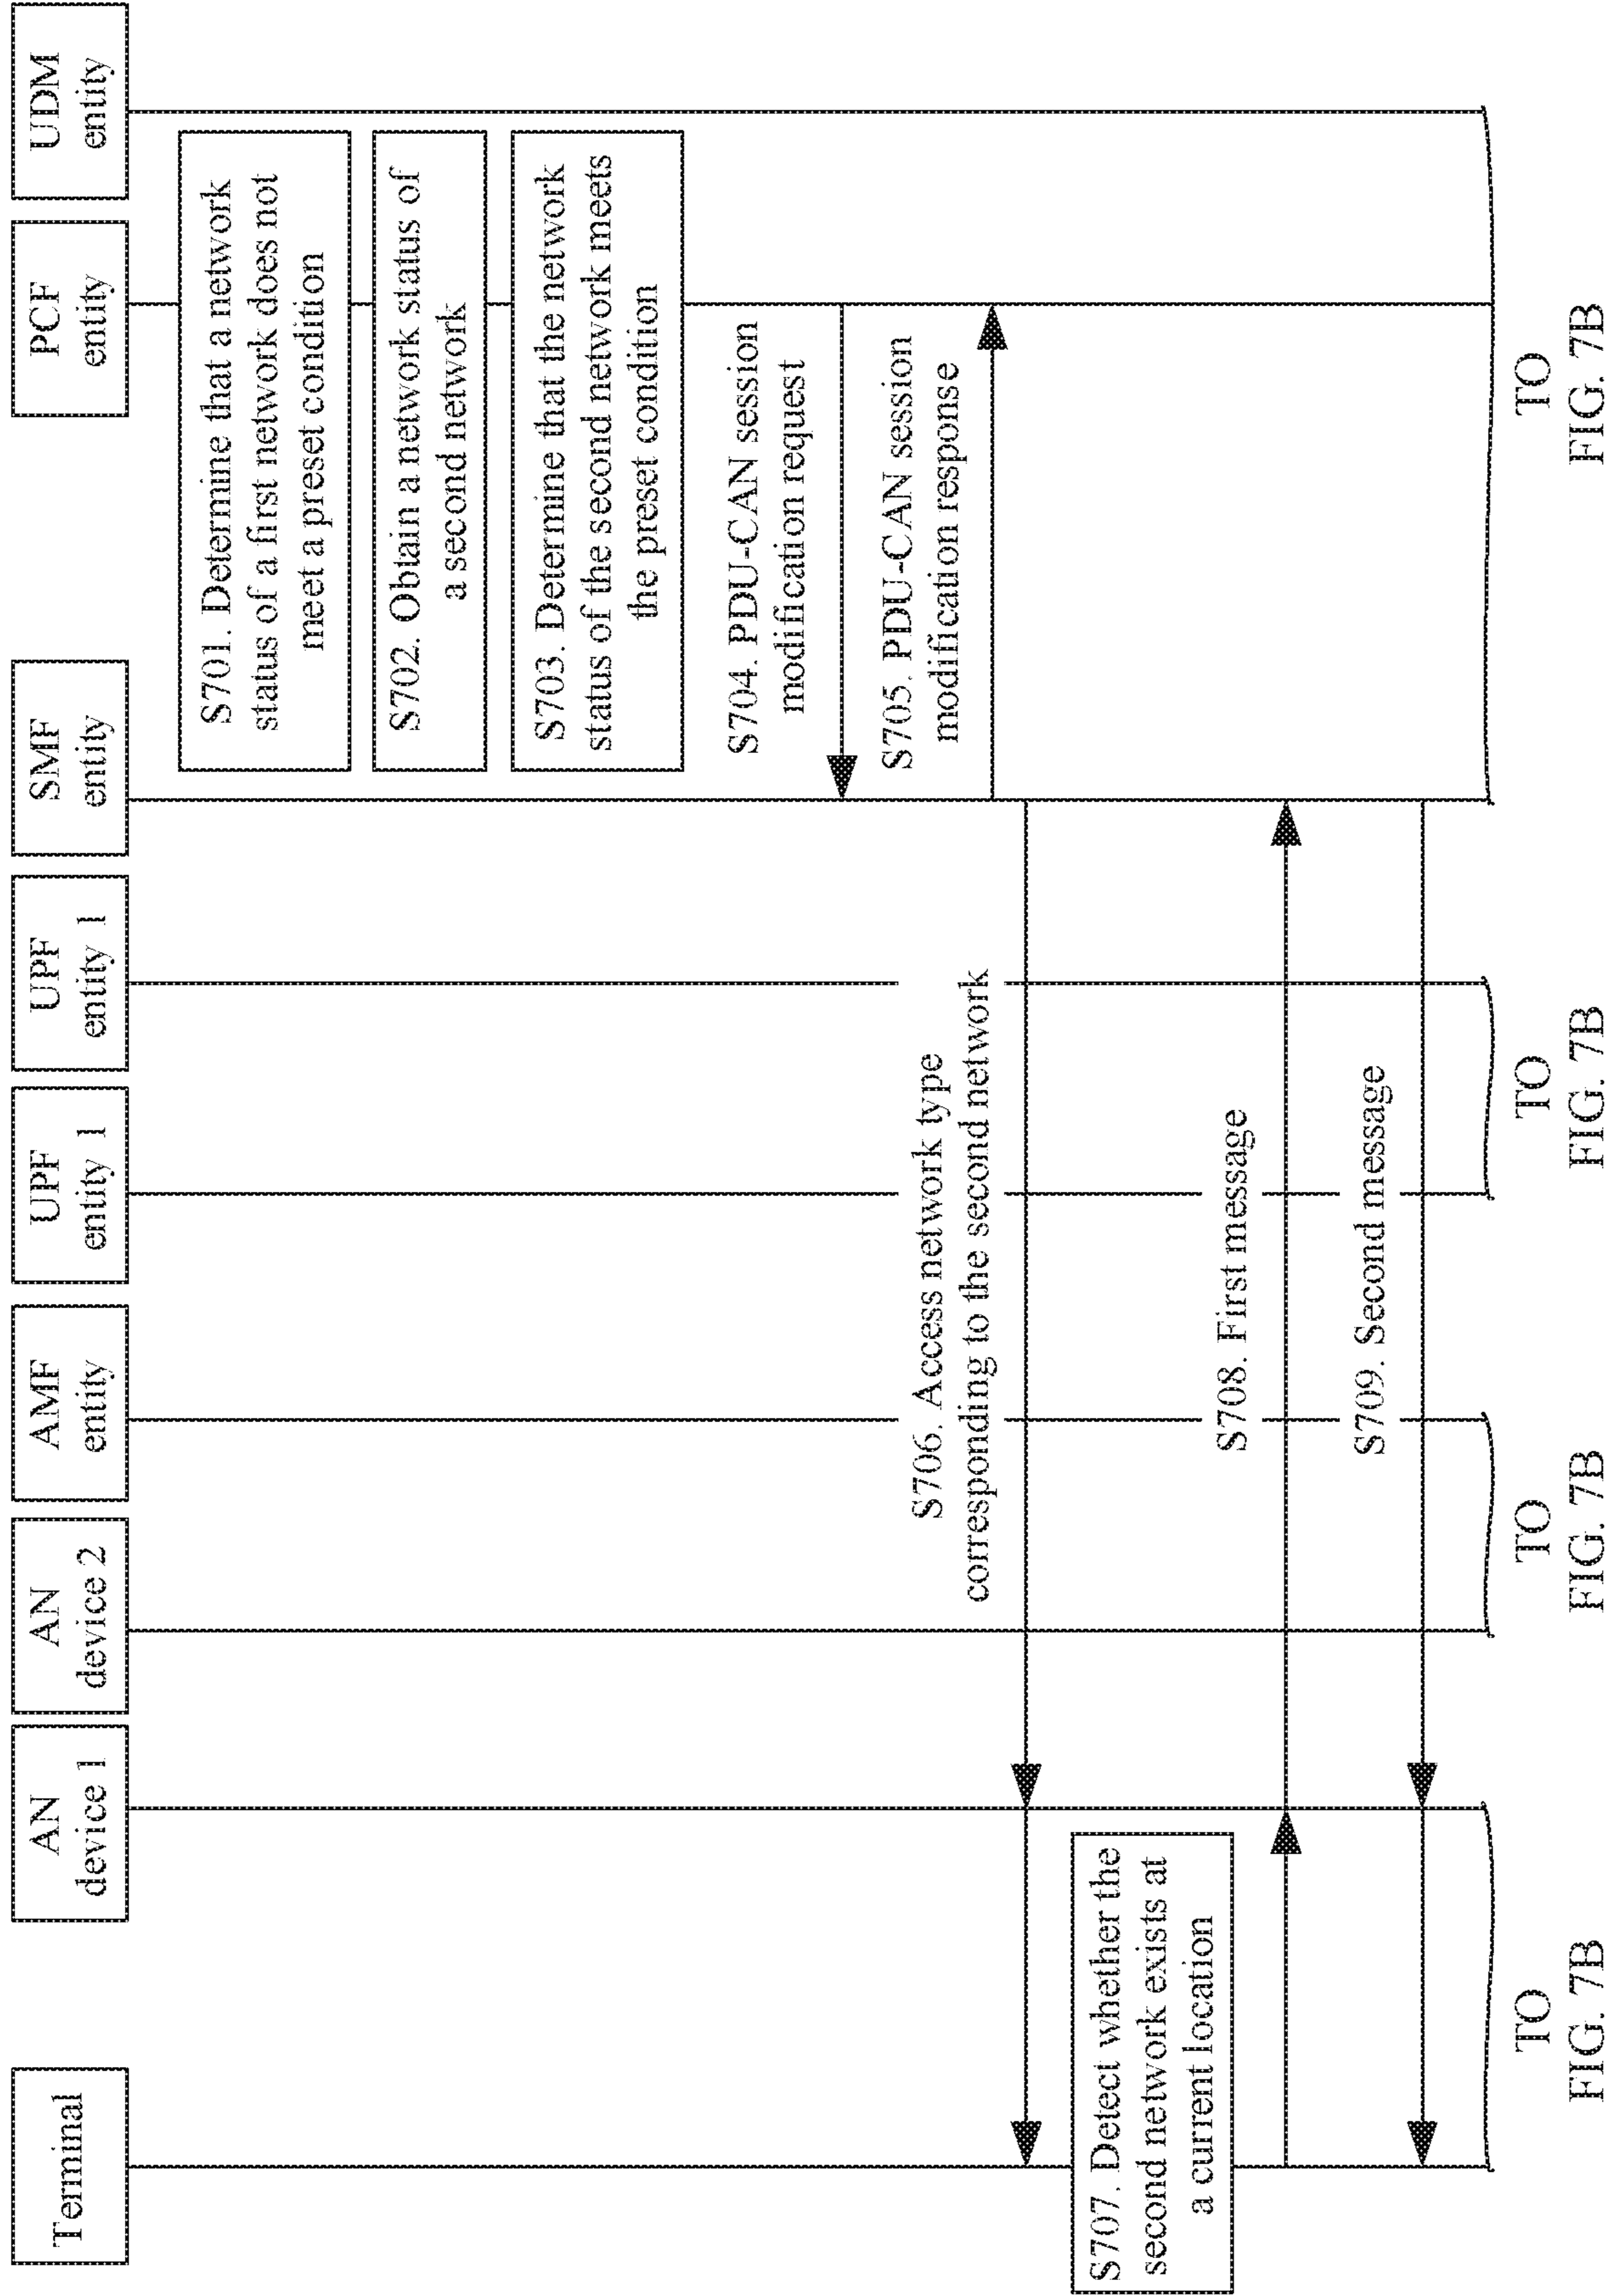 Terminal
AN
device 1
AN
device 2
AMF
entity
UPF
entity 1
UPF
entity 1
SMF
entity
PCF
entity
UDM
entity
S701. Determine that a network
status of a first network does not
meet a preset condition
S702. Obtain a network status of
a second network
S703. Determine that the network
status of the second network meets
the preset condition
S704. PDU-CAN session
modification request
S705. PDU-CAN session
modification response
S706. Access network type
corresponding to the second network
S707. Detect whether the
second network exists at
a current location
S708. First message
S709. Second message
TO
FIG. 7B
TO
FIG. 7B
TO
FIG. 7B
TO
FIG. 7B